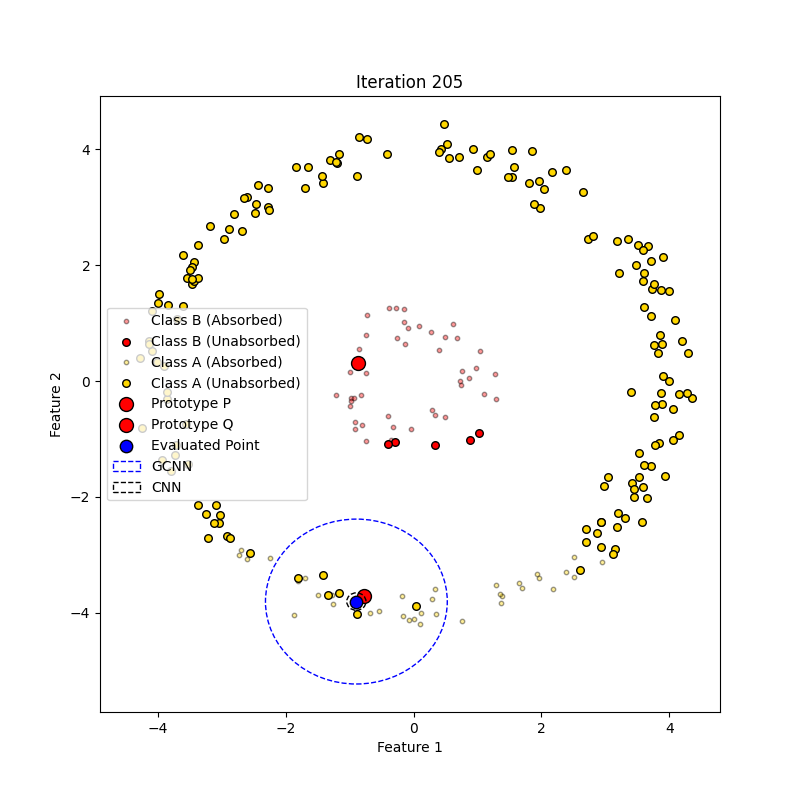 Iteration 205
Feature 2
4
2
0
−2
−4
Class B (Absorbed)
Class B (Unabsorbed)
Class A (Absorbed)
Class A (Unabsorbed)
Prototype P
Prototype Q
Evaluated Point
GCNN
CNN
−4
−2
0
2
4
Feature 1